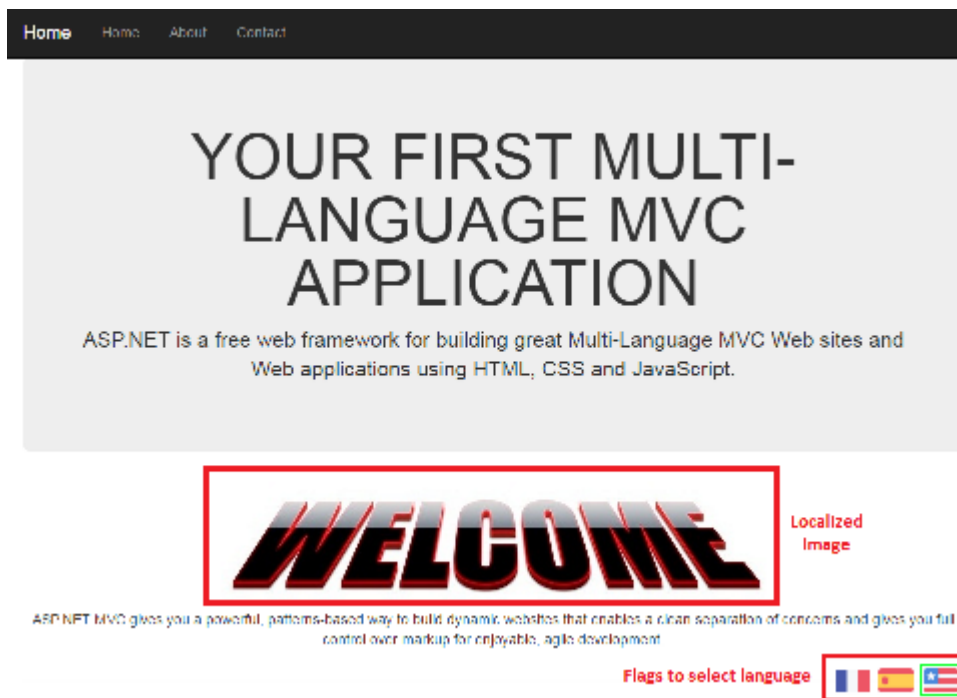 Home Home About Contact
YOUR FIRST MULTI-
LANGUAGE MVC
APPLICATION
ASP.NET is a free web framework for building great Multi-Language MVC Web sites and
Web applications using HTML, CSS and JavaScript.
WELCOME
Localized
Image
ASP.NET MVC gives you a powerful, patterns-based way to build dynamic websites that enables a clean separation of concerns and gives you full
control over markup for enjoyable, agile development
Flags to select language